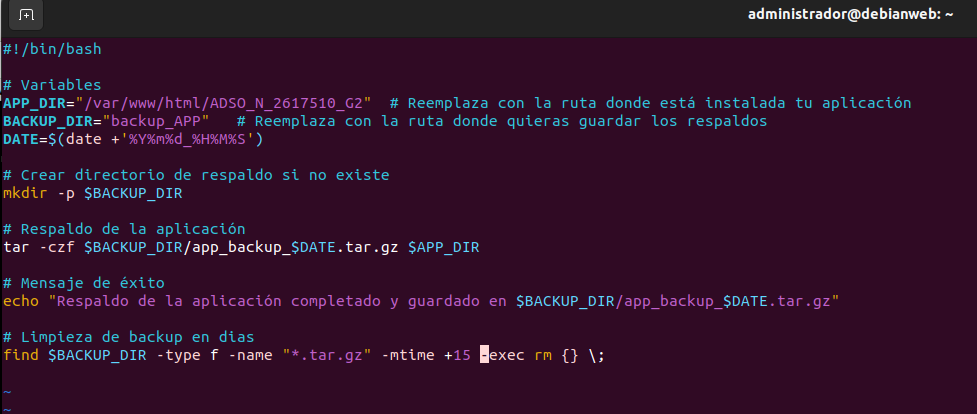 administrador@debianweb: ~
#!/bin/bash
# Variables
APP_DIR="/var/www/html/ADSO_N_2617510_G2"  # Reemplaza con la ruta donde está instalada tu aplicación
BACKUP_DIR="backup_APP"   # Reemplaza con la ruta donde quieras guardar los respaldos
DATE=$(date +'%Y%m%d_%H%M%S')
# Crear directorio de respaldo si no existe
mkdir -p $BACKUP_DIR
# Respaldo de la aplicación
tar -czf $BACKUP_DIR/app_backup_$DATE.tar.gz $APP_DIR
# Mensaje de éxito
echo "Respaldo de la aplicación completado y guardado en $BACKUP_DIR/app_backup_$DATE.tar.gz"
# Limpieza de backup en dias
find $BACKUP_DIR -type f -name "*.tar.gz" -mtime +15 -exec rm {} \;
~
~